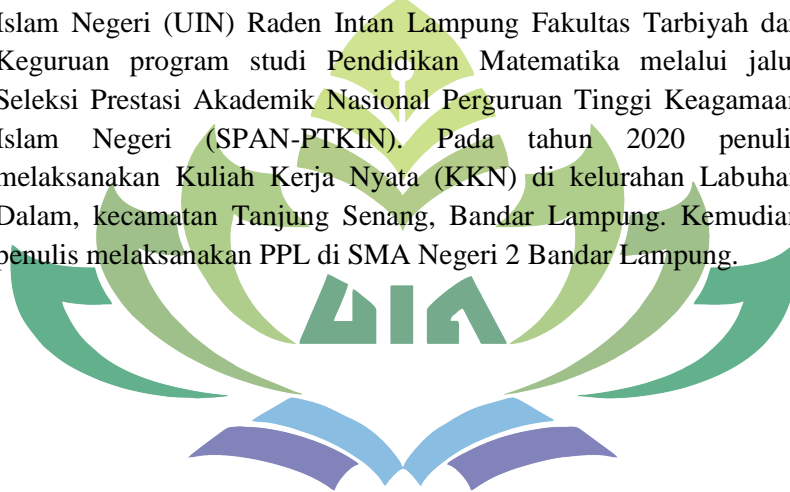 Islam Negeri (UIN) Raden Intan Lampung Fakultas Tarbiyah dan
Keguruan program studi Pendidikan Matematika melalui jalur
Seleksi Prestasi Akademik Nasional Perguruan Tinggi Keagamaan
Islam Negeri (SPAN-PTKIN). Pada tahun 2020 penulis
melaksanakan Kuliah Kerja Nyata (KKN) di kelurahan Labuhan
Dalam, kecamatan Tanjung Senang, Bandar Lampung. Kemudian
penulis melaksanakan PPL di SMA Negeri 2 Bandar Lampung.
UIN